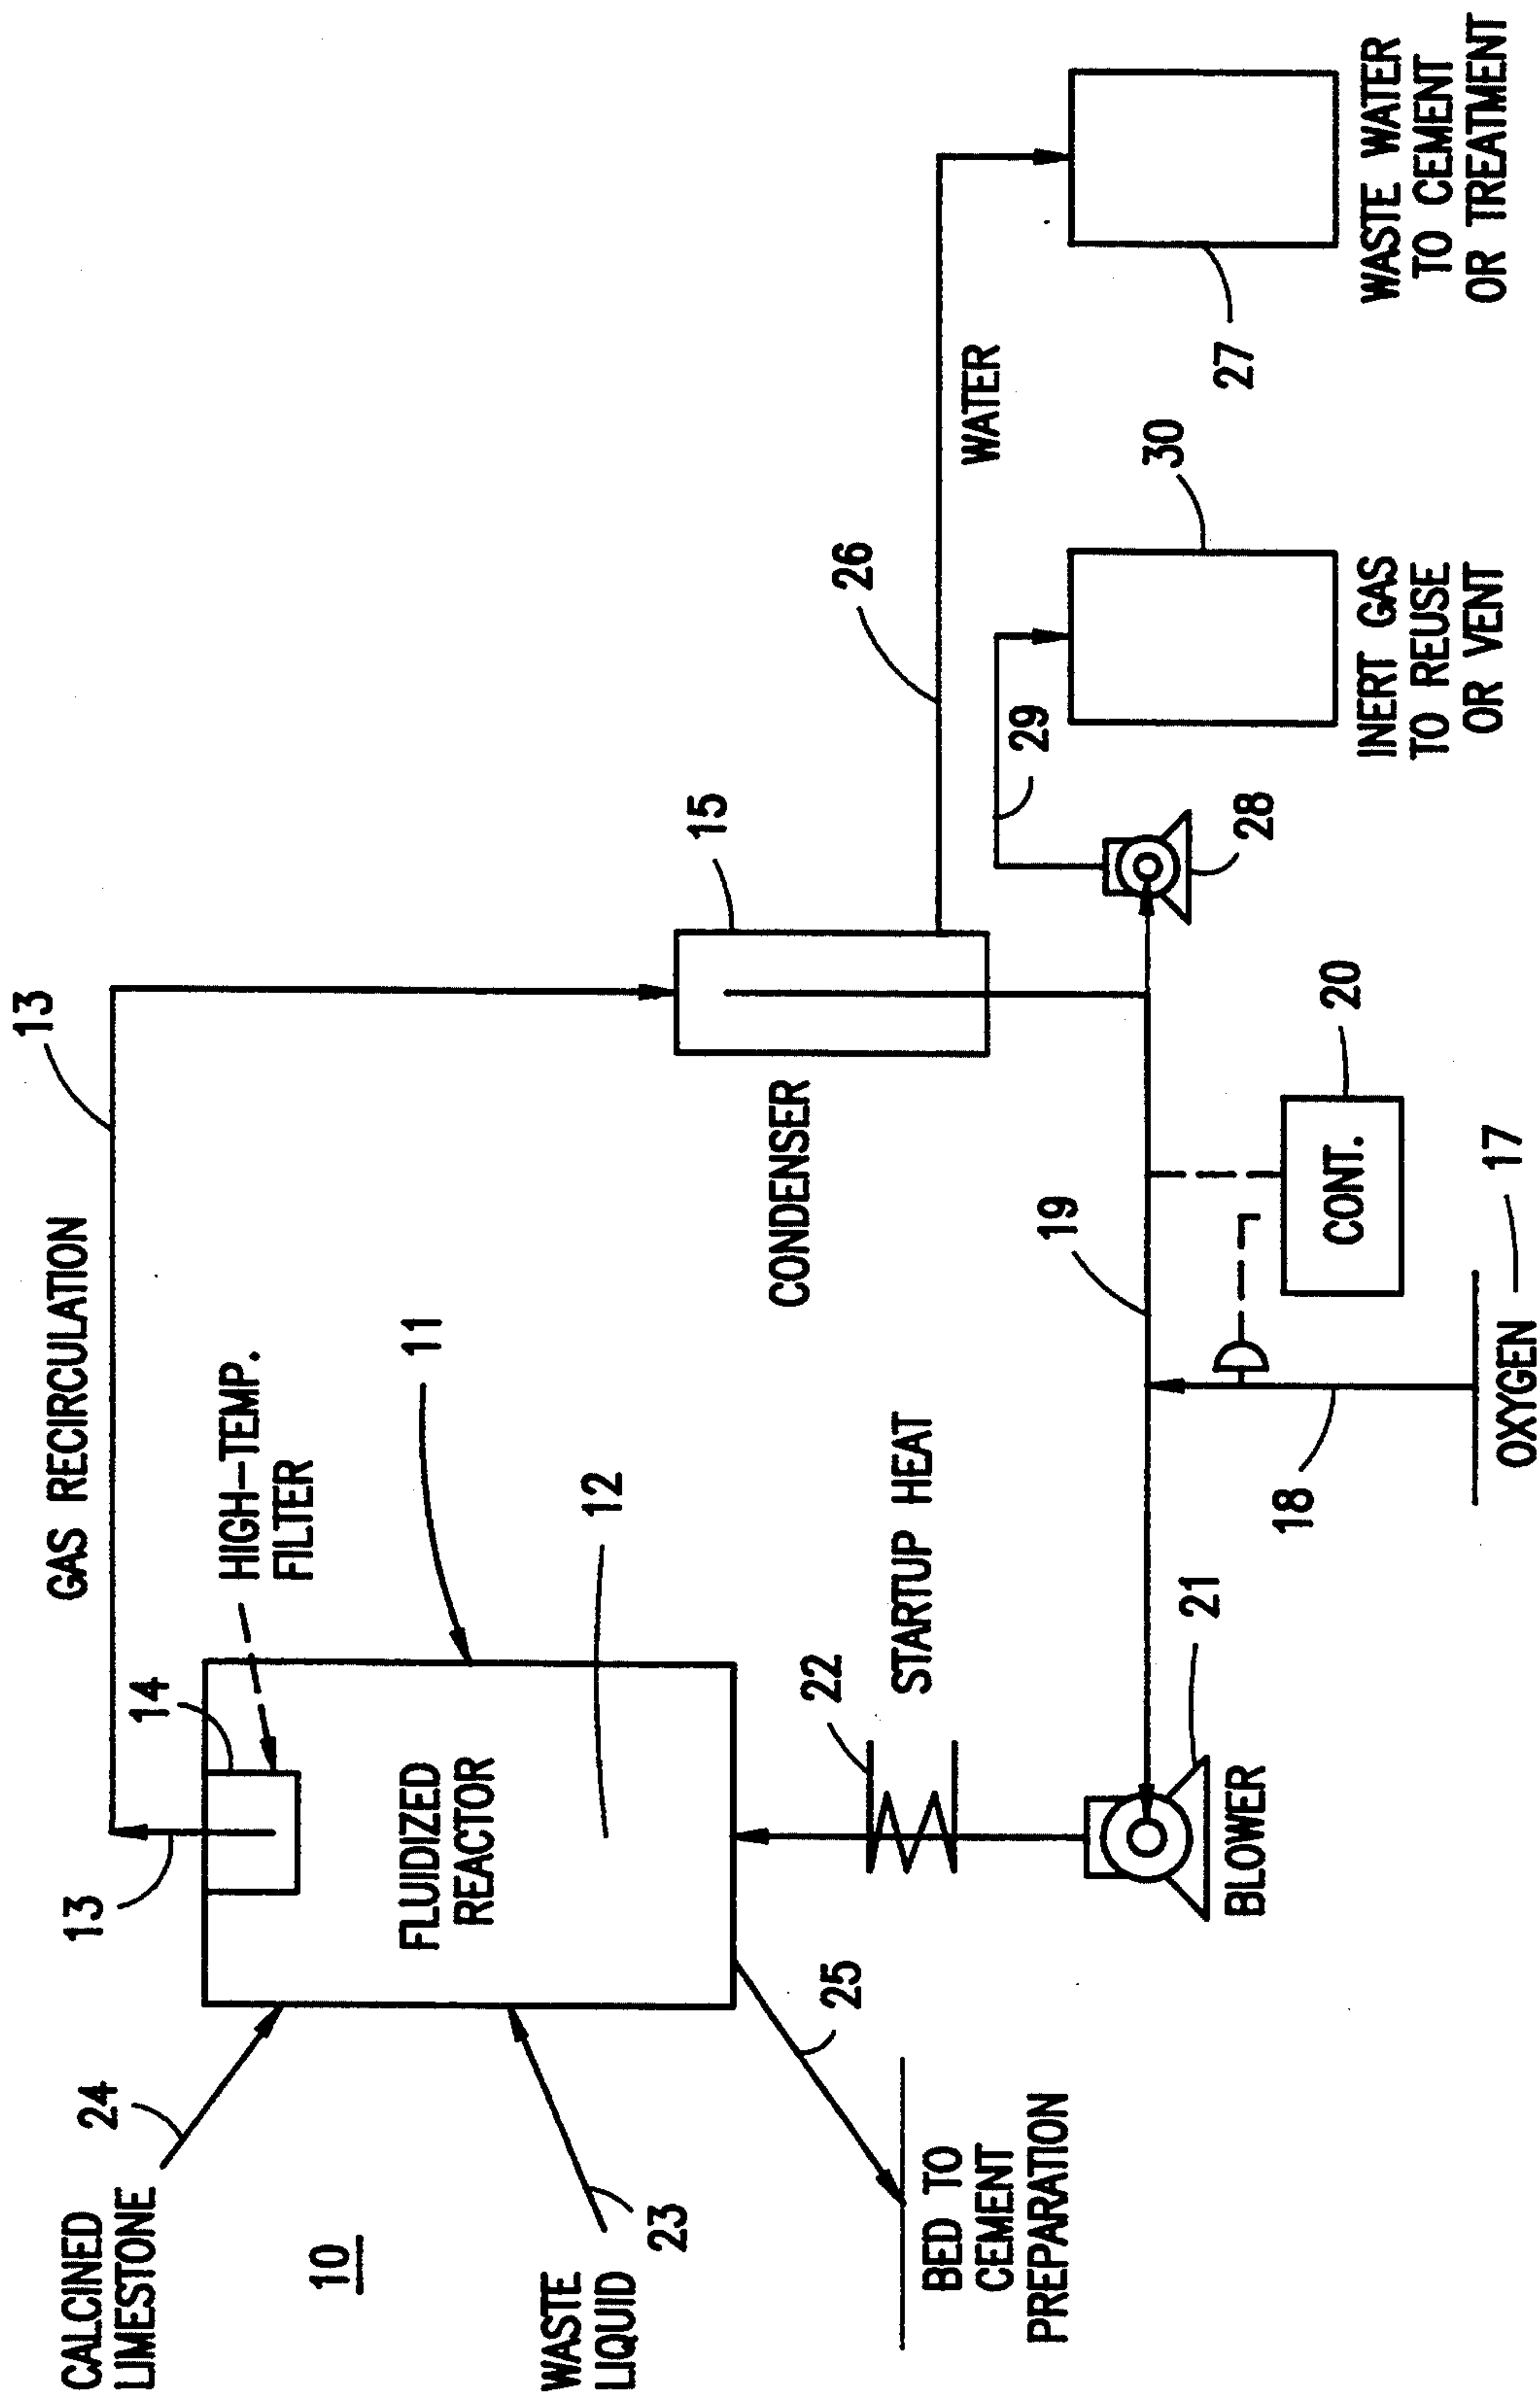 GAS RECIRCULATION
13
CALCINED
LIMESTONE
24
13
14
HIGH-TEMP.
FILTER
10
11
FLUIDIZED
REACTOR
12
WASTE
LIQUID
23
15
CONDENSER
22
STARTUP HEAT
25
26
WATER
BED TO
CEMENT
PREPARATION
21
BLOWER
19
18
OXYGEN
17
CONT.
20
28
29
30
INERT GAS
TO REUSE
OR VENT
27
WASTE WATER
TO CEMENT
OR TREATMENT